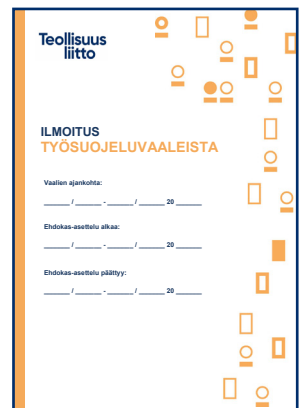 Teollisuus
liitto
ILMOITUS
TYÖSUOJELUVAALEISTA
Vaalien ajankohta:
______ / ______ - ______ / ______ 20 ______
Ehdokas-asettelu alkaa:
______ / ______ - ______ / ______ 20 ______
Ehdokas-asettelu päättyy:
______ / ______ - ______ / ______ 20 ______